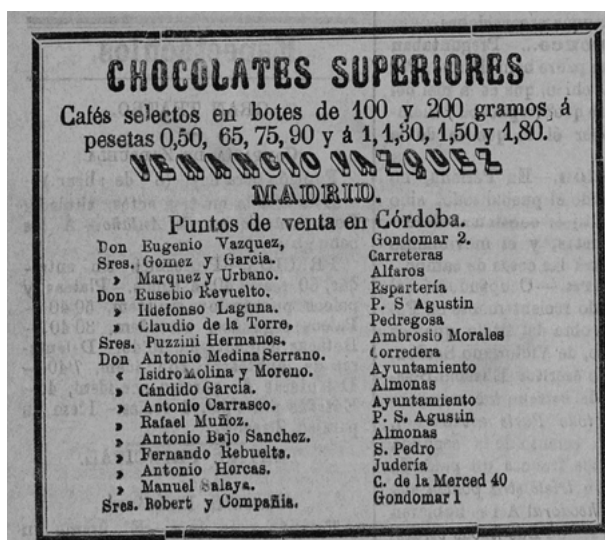 CHOCOLATES SUPERIORES
Cafés selectos en botes de 100 y 200 gramos á
pesetas 0,50, 65, 75, 90 y á 1, 1,30, 1,50 y 1,80.
VENANCIO VAZQUEZ
MADRID.
Puntos de venta en Córdoba.
Don Eugenio Vazquez, Gondomar 2.
Sres. Gomez y Garcia. Carreteras
» Marquez y Urbano. Alfaros
Don Eusebio Revuelto. Espartería
» Ildefonso Laguna. P. S Agustin
» Claudio de la Torre, Pedregosa
Sres. Puzzini Hermanos. Ambrosio Morales
Don Antonio Medina Serrano. Corredera
« Isidro Molina y Moreno. Ayuntamiento
» Cándido Garcia. Almonas
» Antonio Carrasco. Ayuntamiento
» Rafael Muñoz. P. S. Agustin
» Antonio Bajo Sanchez. Almonas
» Fernando Rebuelta. S. Pedro
» Antonio Horcas. Judería
» Manuel Salaya. C. de la Merced 40
Sres. Robert y Compañia. Gondomar 1